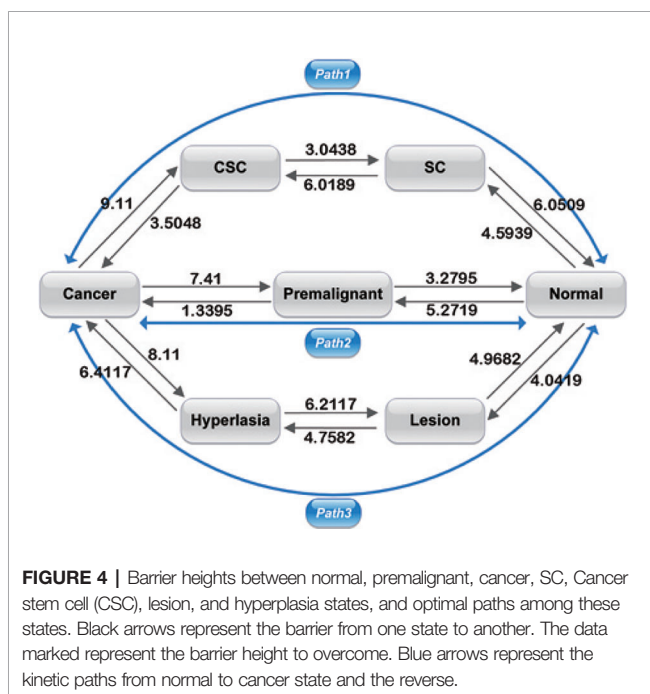 Path1
3.0438
CSC
SC
6.0189
9.11
6.0509
3.5048
4.5939
7.41
3.2795
Cancer
Premalignant
Normal
1.3395
5.2719
Path2
8.11
4.9682
6.4117
4.0419
6.2117
Hyperlasia
Lesion
4.7582
Path3
FIGURE 4 | Barrier heights between normal, premalignant, cancer, SC, Cancer
stem cell (CSC), lesion, and hyperplasia states, and optimal paths among these
states. Black arrows represent the barrier from one state to another. The data
marked represent the barrier height to overcome. Blue arrows represent the
kinetic paths from normal to cancer state and the reverse.